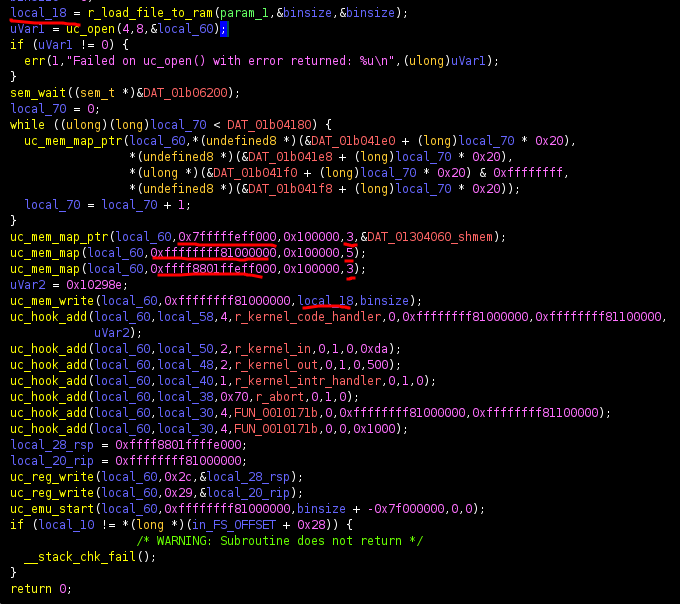 local_18 = r_load_file_to_ram(param_1,&binsize,&binsize);
uVar1 = uc_open(4,8,&local_60);
if (uVar1 != 0) {
err(1,"Failed on uc_open() with error returned: %u\n",(ulong)uVar1);
}
sem_wait((sem_t *)&DAT_01b06200);
local_70 = 0;
while ((ulong)(long)local_70 < DAT_01b04180) {
uc_mem_map_ptr(local_60,*(undefined8 *)(&DAT_01b041e0 + (long)local_70 * 0x20),
*(undefined8 *)(&DAT_01b041e8 + (long)local_70 * 0x20),
*(ulong *)(&DAT_01b041f0 + (long)local_70 * 0x20) & 0xffffffff,
*(undefined8 *)(&DAT_01b041f8 + (long)local_70 * 0x20));
local_70 = local_70 + 1;
}
uc_mem_map_ptr(local_60,0x7fffffeff000,0x100000,3,&DAT_01304060_shmem);
uc_mem_map(local_60,0xffffffff81000000,0x100000,5);
uc_mem_map(local_60,0xffff8801ffeff000,0x100000,3);
uVar2 = 0x10298e;
uc_mem_write(local_60,0xffffffff81000000,local_18,binsize);
uc_hook_add(local_60,local_58,4,r_kernel_code_handler,0,0xffffffff81000000,0xffffffff81100000,
uVar2);
uc_hook_add(local_60,local_50,2,r_kernel_in,0,1,0,0xda);
uc_hook_add(local_60,local_48,2,r_kernel_out,0,1,0,500);
uc_hook_add(local_60,local_40,1,r_kernel_intr_handler,0,1,0);
uc_hook_add(local_60,local_38,0x70,r_abort,0,1,0);
uc_hook_add(local_60,local_30,4,FUN_0010171b,0,0xffffffff81000000,0xffffffff81100000);
uc_hook_add(local_60,local_30,4,FUN_0010171b,0,0,0x1000);
local_28_rsp = 0xffff8801ffffe000;
local_20_rip = 0xffffffff81000000;
uc_reg_write(local_60,0x2c,&local_28_rsp);
uc_reg_write(local_60,0x29,&local_20_rip);
uc_emu_start(local_60,0xffffffff81000000,binsize + -0x7f000000,0,0);
if (local_10 != *(long *)(in_FS_OFFSET + 0x28)) {
/* WARNING: Subroutine does not return */
__stack_chk_fail();
}
return 0;